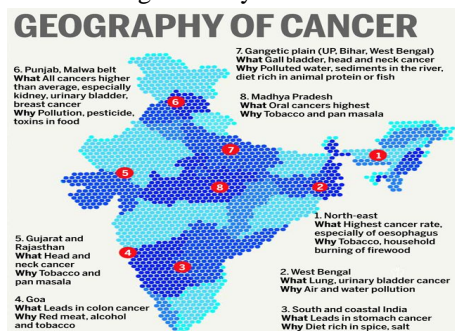 GEOGRAPHY OF CANCER
6. Punjab, Malwa belt
What All cancers higher
than average, especially
kidney, urinary bladder,
breast cancer
Why Pollution, pesticide,
toxins in food
7. Gangetic plain (UP, Bihar, West Bengal)
What Gall bladder, head and neck cancer
Why Polluted water, sediments in the river,
diet rich in animal protein or fish
8. Madhya Pradesh
What Oral cancers highest
Why Tobacco and pan masala
6
7
1
5
8
2
4
3
1. North-east
What Highest cancer rate,
especially of oesophagus
Why Tobacco, household
burning of firewood
5. Gujarat and
Rajasthan
What Head and
neck cancer
Why Tobacco and
pan masala
2. West Bengal
What Lung, urinary bladder cancer
Why Air and water pollution
4. Goa
What Leads in colon cancer
Why Red meat, alcohol
and tobacco
3. South and coastal India
What Leads in stomach cancer
Why Diet rich in spice, salt